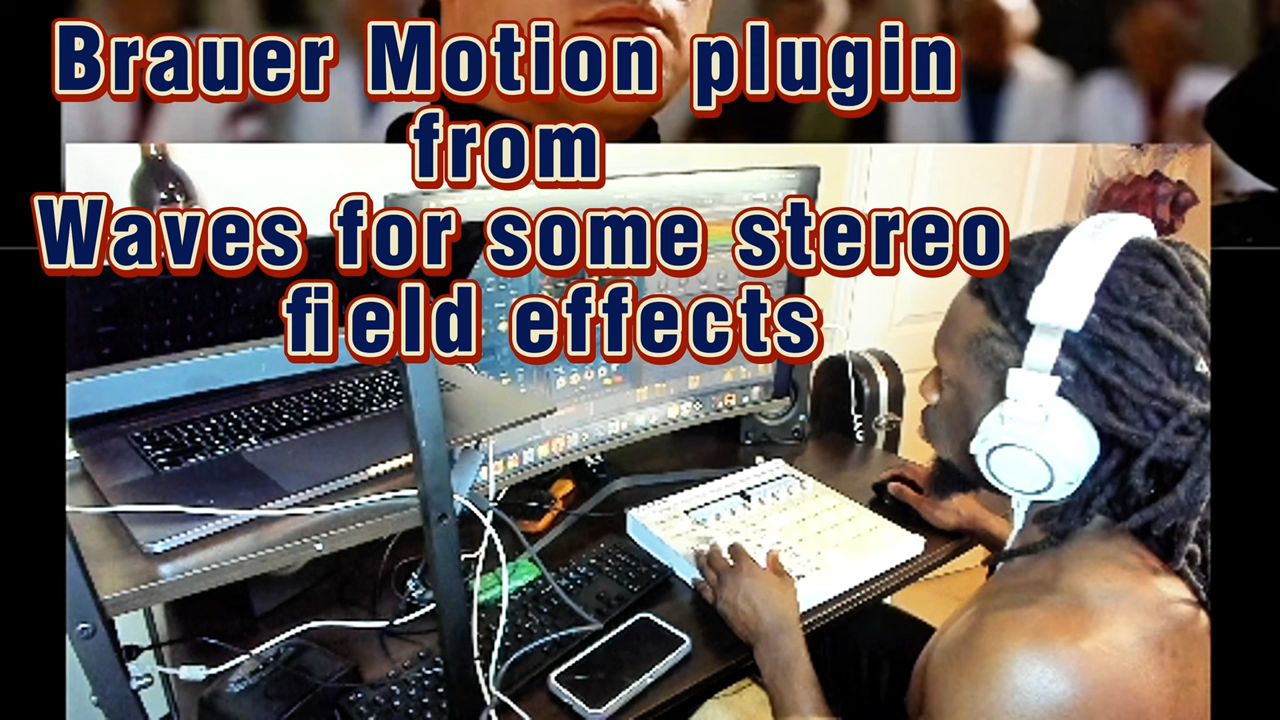 Brauer Motion plugin
from
Waves for some stereo
field effects